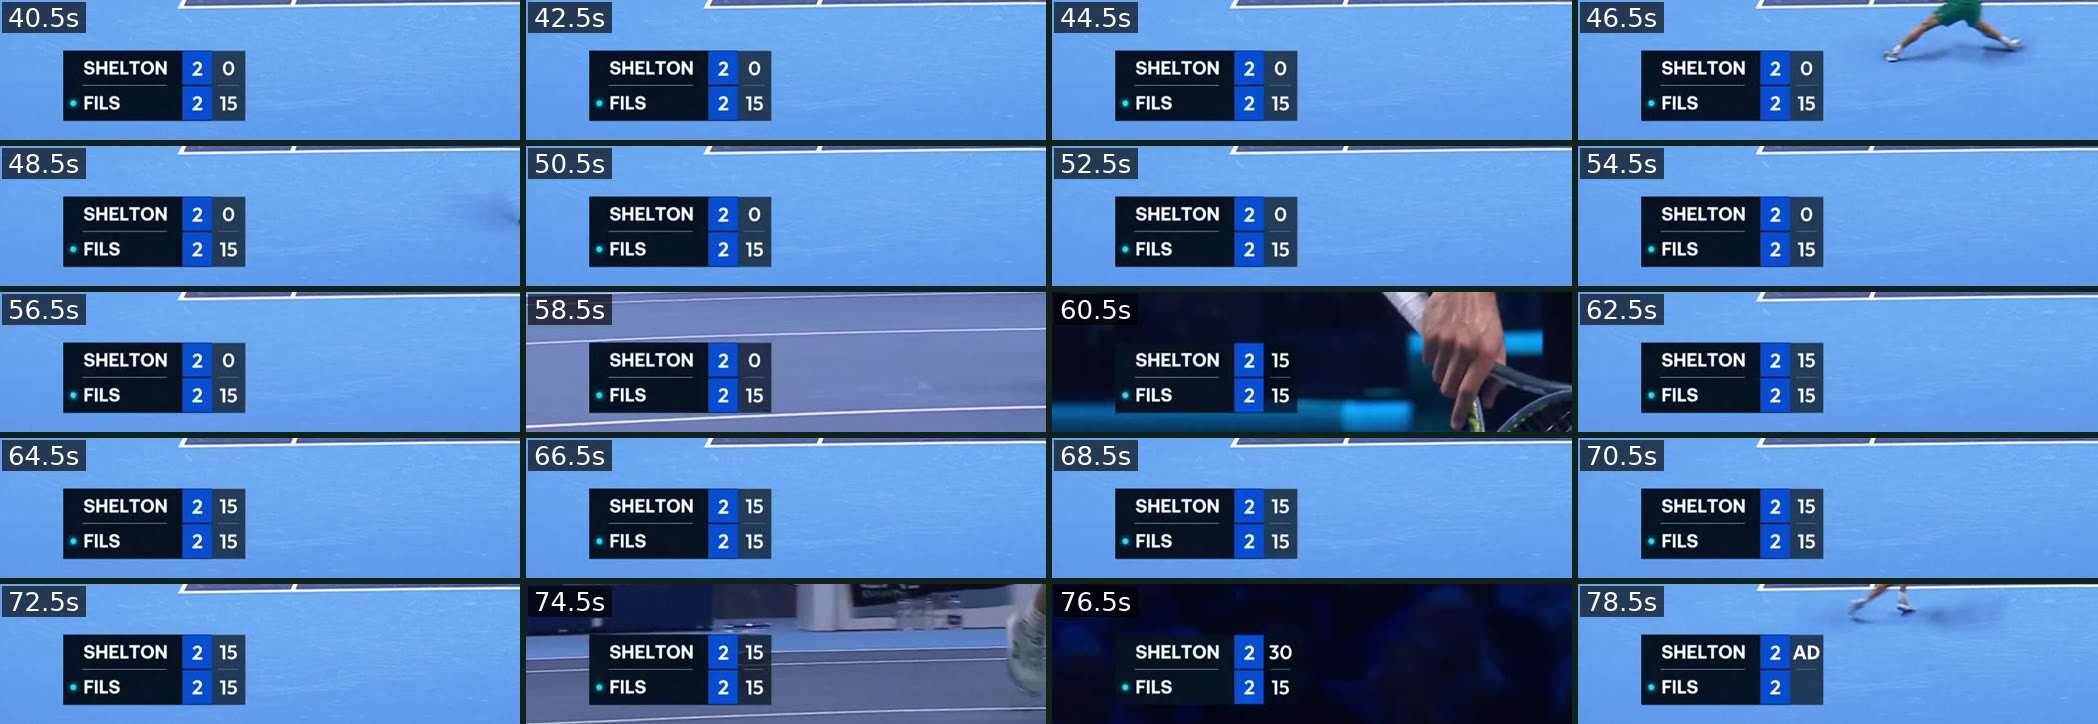 40.5s 42.5s 44.5s 46.5s
SHELTON 2 0 SHELTON 2 0 SHELTON 2 0 SHELTON 2 0
FILS 2 15 FILS 2 15 FILS 2 15 FILS 2 15
48.5s 50.5s 52.5s 54.5s
SHELTON 2 0 SHELTON 2 0 SHELTON 2 0 SHELTON 2 0
FILS 2 15 FILS 2 15 FILS 2 15 FILS 2 15
56.5s 58.5s 60.5s 62.5s
SHELTON 2 0 SHELTON 2 0 SHELTON 2 15 SHELTON 2 15
FILS 2 15 FILS 2 15 FILS 2 15 FILS 2 15
64.5s 66.5s 68.5s 70.5s
SHELTON 2 15 SHELTON 2 15 SHELTON 2 15 SHELTON 2 15
FILS 2 15 FILS 2 15 FILS 2 15 FILS 2 15
72.5s 74.5s 76.5s 78.5s
SHELTON 2 15 SHELTON 2 15 SHELTON 2 30 SHELTON 2 AD
FILS 2 15 FILS 2 15 FILS 2 15 FILS 2